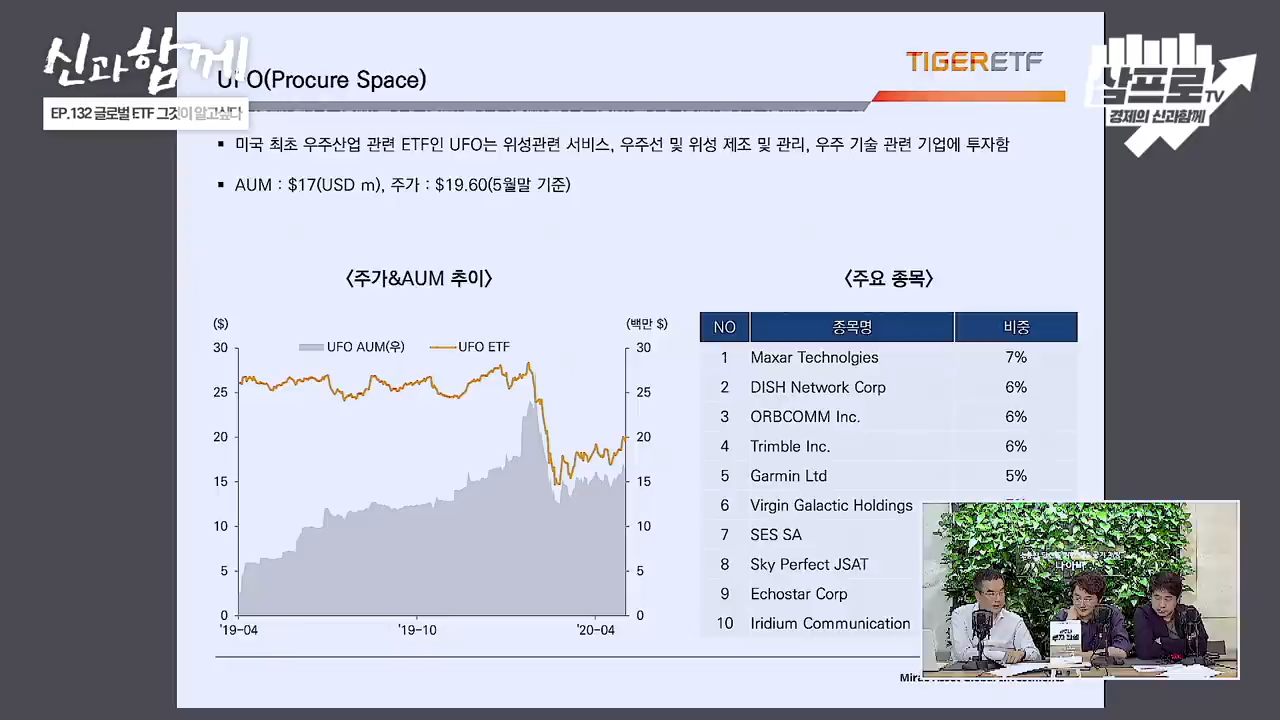 신과함께
EP.132 글로벌 ETF 그것이 알고싶다
UFO(Procure Space)
TIGERETF
삼프로TV
경제의 신과함께
▪ 미국 최초 우주산업 관련 ETF인 UFO는 위성관련 서비스, 우주선 및 위성 제조 및 관리, 우주 기술 관련 기업에 투자함
▪ AUM : $17(USD m), 주가 : $19.60(5월말 기준)
〈주가&AUM 추이〉
($)
(백만 $)
UFO AUM(우)
UFO ETF
30
25
20
15
10
5
0
30
25
20
15
10
5
0
'19-04
'19-10
'20-04
〈주요 종목〉
NO 종목명 비중
1 Maxar Technolgies 7%
2 DISH Network Corp 6%
3 ORBCOMM Inc. 6%
4 Trimble Inc. 6%
5 Garmin Ltd 5%
6 Virgin Galactic Holdings
7 SES SA
8 Sky Perfect JSAT
9 Echostar Corp
10 Iridium Communication